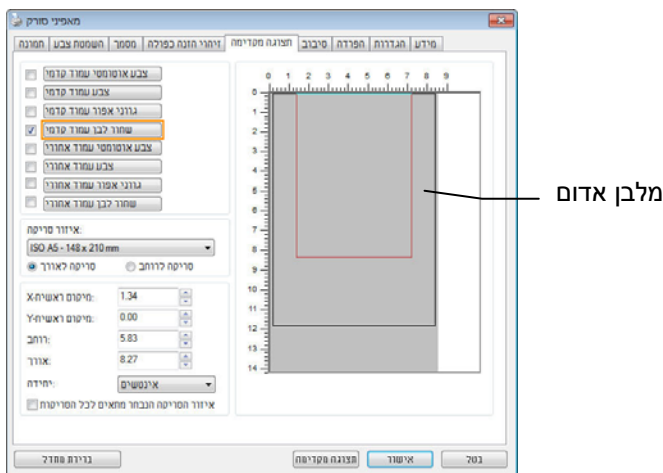 מאפיני סורק
תמונה
השמטת צבע
מסמך
זיהוי הזנה כפולה
תצוגה מקדימה
סיבוב
הפרדה
הגדרות
מידע
צבע אוטומטי עמוד קדמי
צבע עמוד קדמי
גרווני אפור עמוד קדמי
שחור לבן עמוד קדמי
צבע אוטומטי עמוד אחורי
צבע עמוד אחורי
גרווני אפור עמוד אחורי
שחור לבן עמוד אחורי
איזור סריקה:
ISO A5 - 148 x 210 mm
סריקה לאורך
סריקה לרוחב
מיקום ראשית-X: 1.34
מיקום ראשית-Y: 0.00
רוחב: 5.83
אורך: 8.27
יחידה: אינטשים
איזור הסריקה הנבחר מתאים לכל הסריקות
0 1 2 3 4 5 6 7 8 9
0
1
2
3
4
5
6
7
8
9
10
11
12
13
14
מלבן אדום
ברירת מחדל
תצוגה מקדימה
אישור
בטל